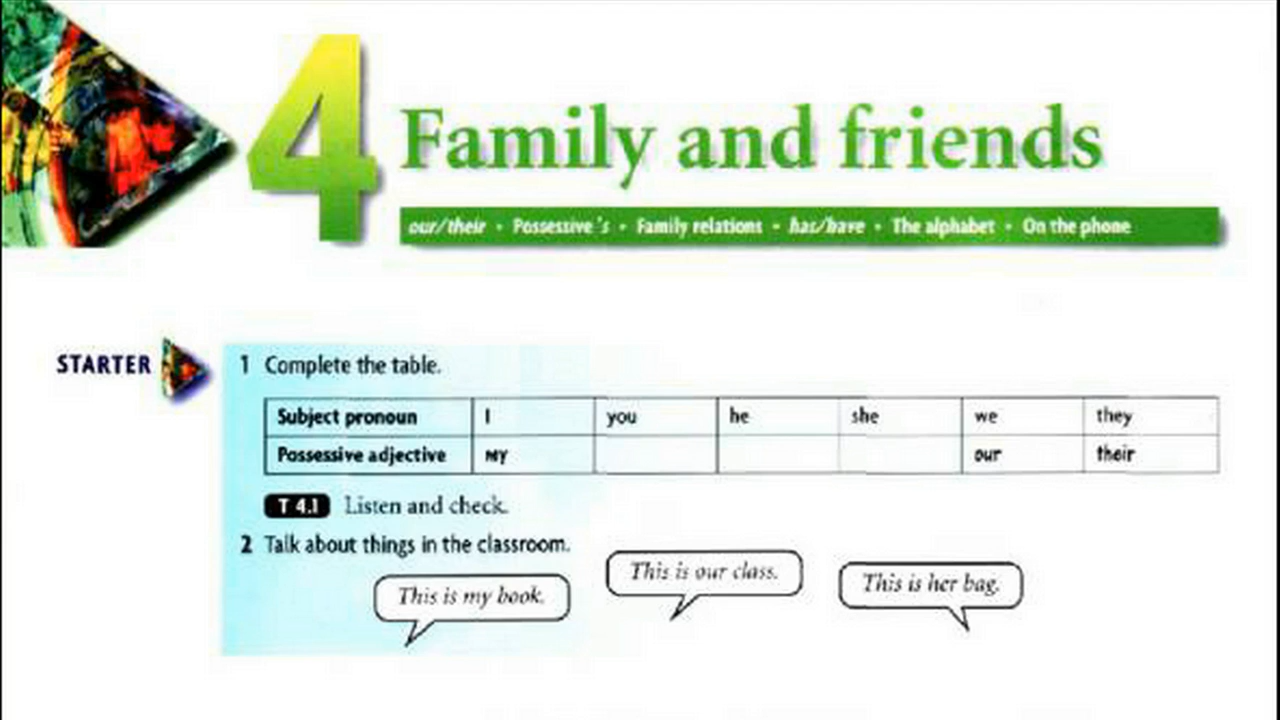 4 Family and friends
our/their • Possessive 's • Family relations • has/have • The alphabet • On the phone
STARTER
1 Complete the table.
Subject pronoun I you he she we they
Possessive adjective my our their
T 4.1 Listen and check.
2 Talk about things in the classroom.
This is my book. This is our class. This is her bag.